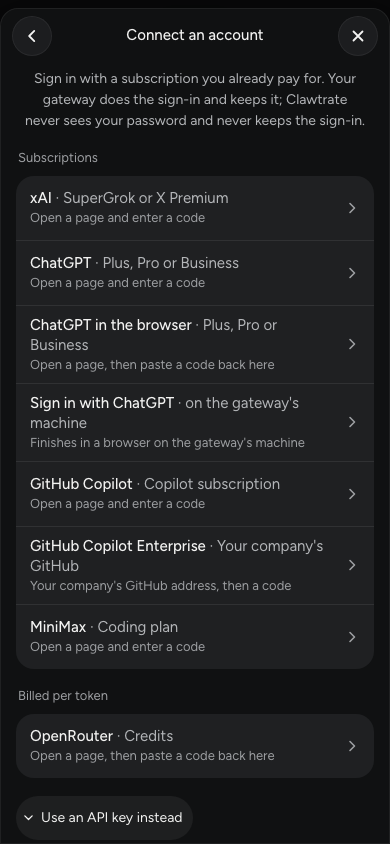 Connect an account
Sign in with a subscription you already pay for. Your
gateway does the sign-in and keeps it; Clawtrate
never sees your password and never keeps the sign-in.
Subscriptions
xAI · SuperGrok or X Premium
Open a page and enter a code
ChatGPT · Plus, Pro or Business
Open a page and enter a code
ChatGPT in the browser · Plus, Pro or
Business
Open a page, then paste a code back here
Sign in with ChatGPT · on the gateway's
machine
Finishes in a browser on the gateway's machine
GitHub Copilot · Copilot subscription
Open a page and enter a code
GitHub Copilot Enterprise · Your company's
GitHub
Your company's GitHub address, then a code
MiniMax · Coding plan
Open a page and enter a code
Billed per token
OpenRouter · Credits
Open a page, then paste a code back here
Use an API key instead